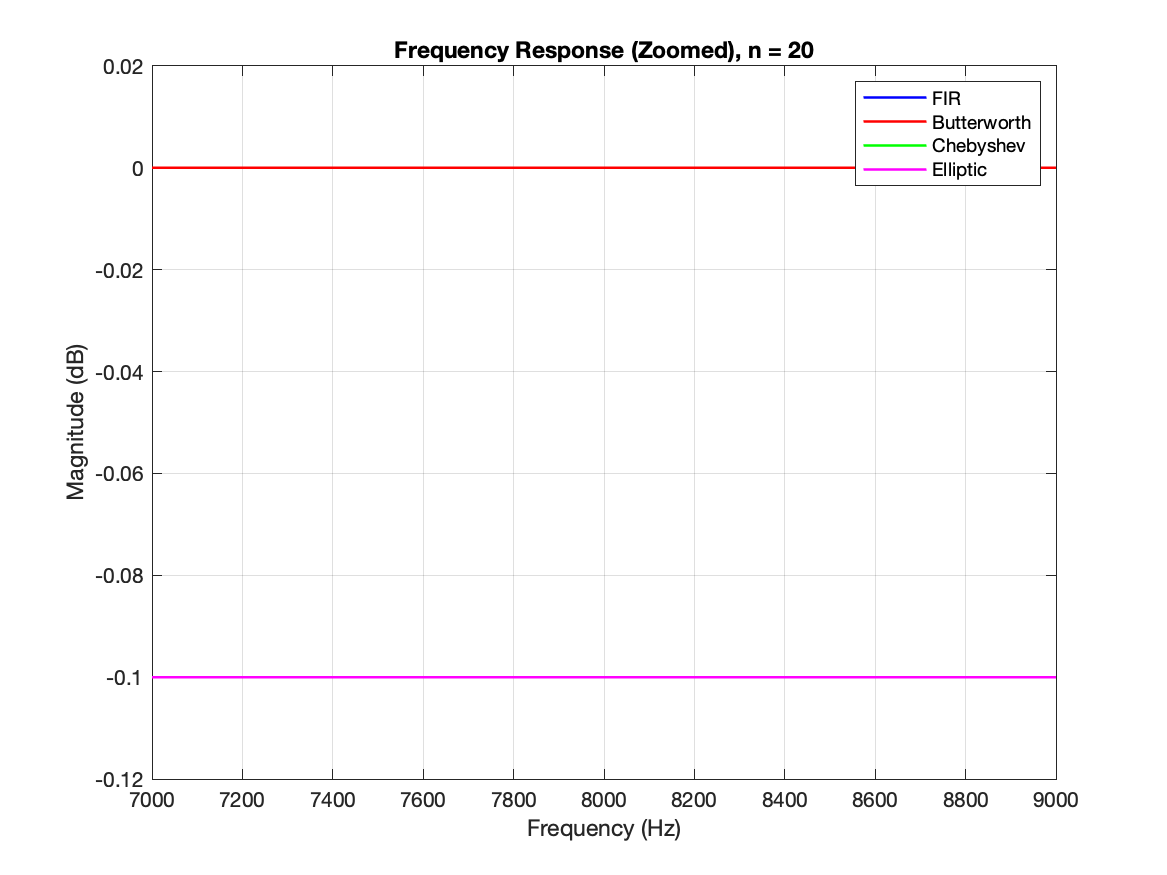 Frequency Response (Zoomed), n = 20
0.02
0
-0.02
-0.04
-0.06
-0.08
-0.1
-0.12
Magnitude (dB)
FIR
Butterworth
Chebyshev
Elliptic
7000 7200 7400 7600 7800 8000 8200 8400 8600 8800 9000
Frequency (Hz)